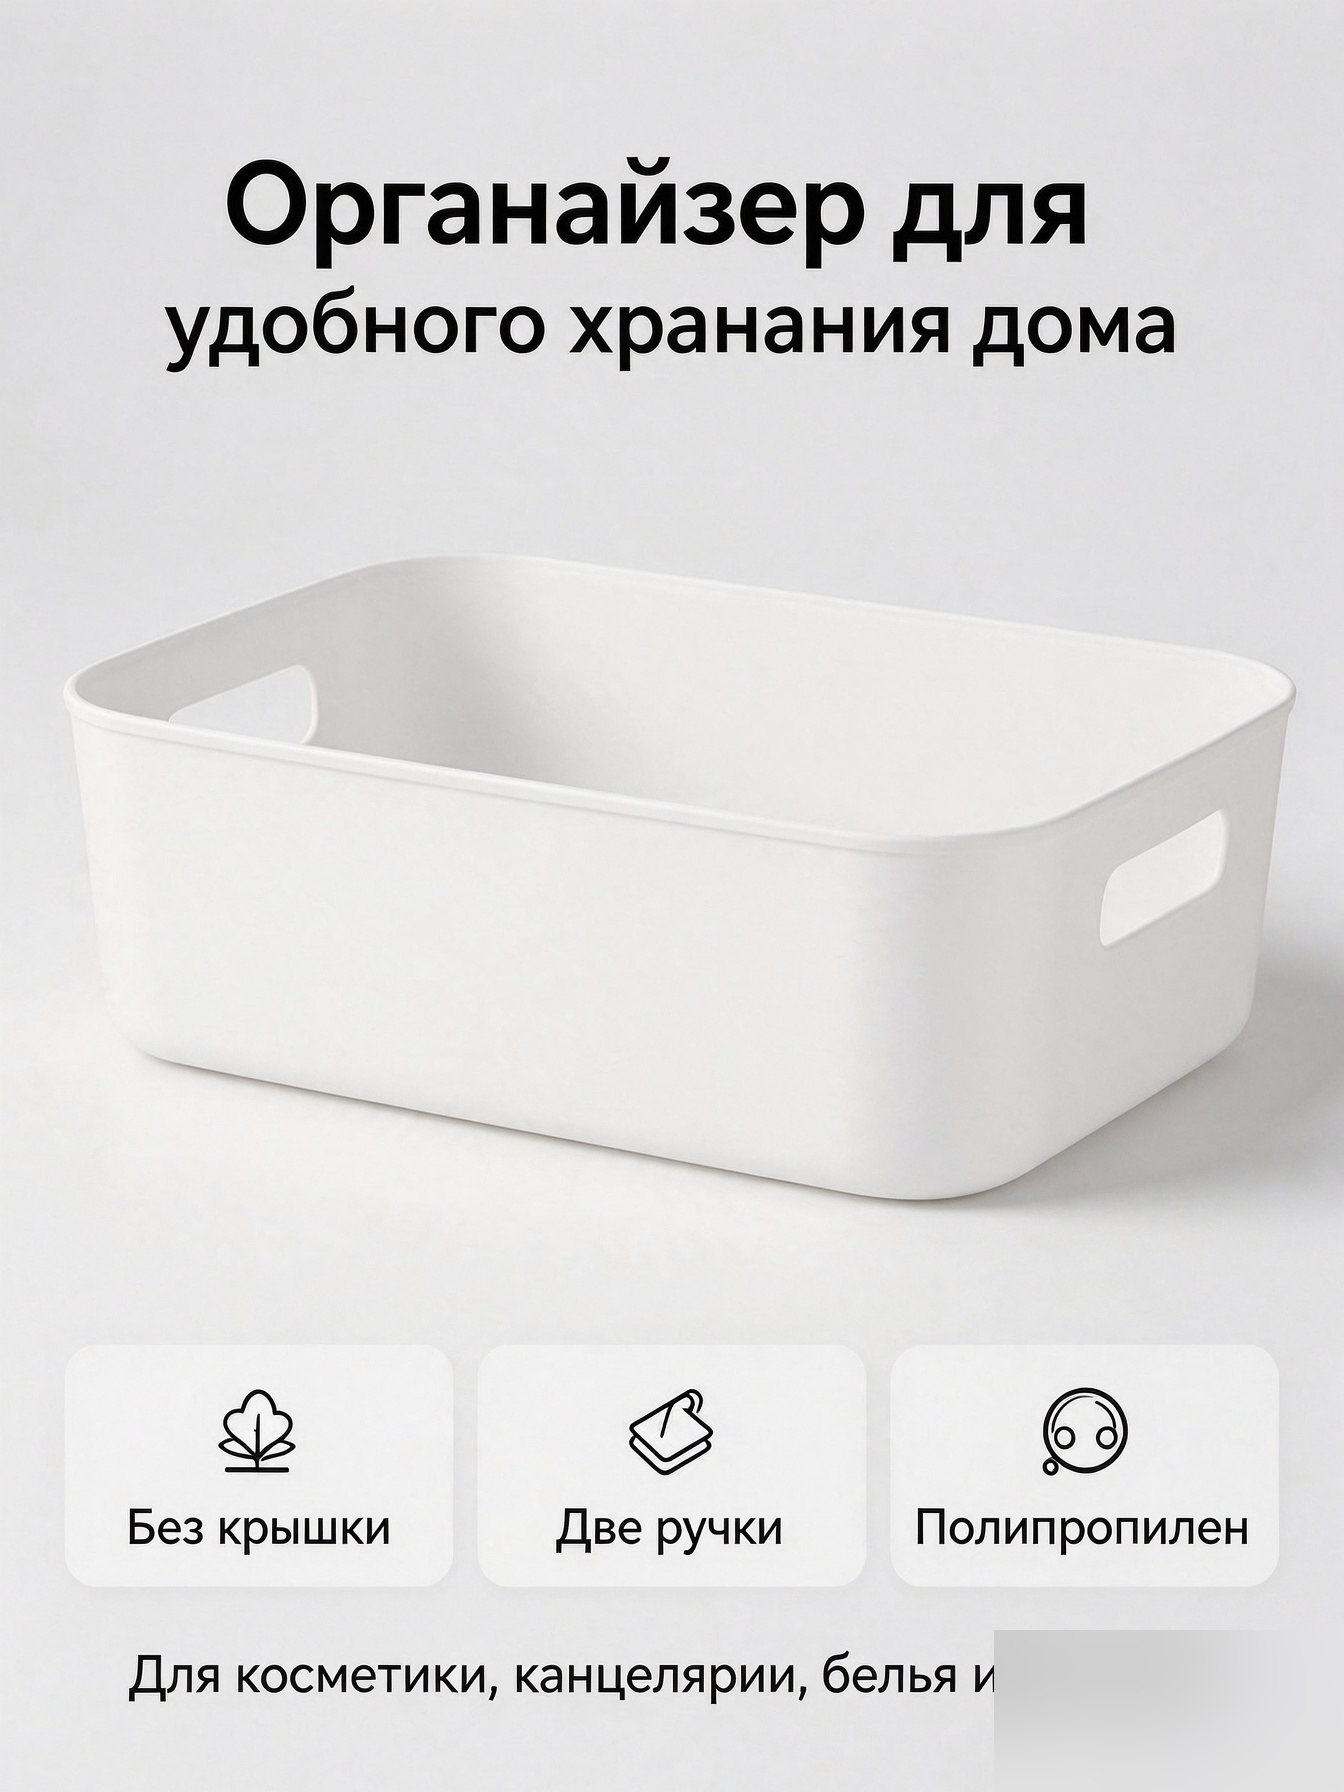 Органайзер для
удобного хранания дома
Без крышки
Две ручки
Полипропилен
Для косметики, канцелярии, белья и